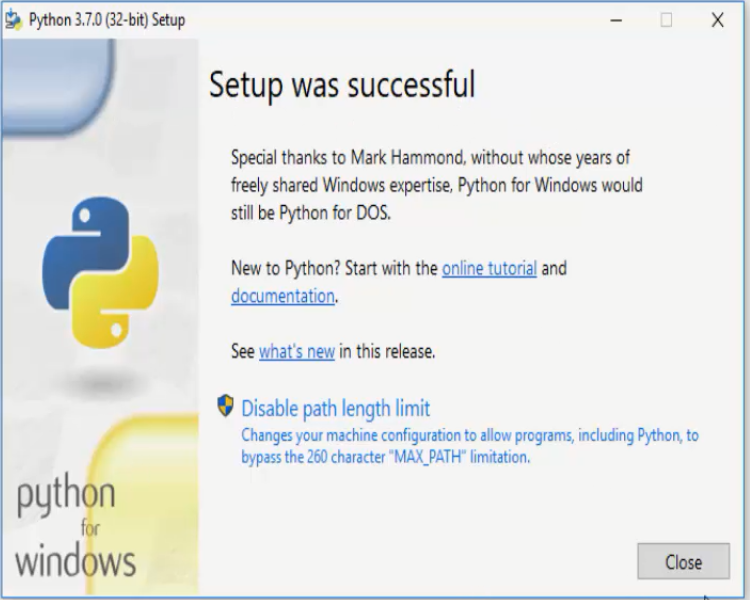 Python 3.7.0 (32-bit) Setup
Setup was successful
Special thanks to Mark Hammond, without whose years of
freely shared Windows expertise, Python for Windows would
still be Python for DOS.
New to Python? Start with the online tutorial and
documentation.
See what's new in this release.
Disable path length limit
Changes your machine configuration to allow programs, including Python, to
bypass the 260 character "MAX_PATH" limitation.
python
for
windows
Close